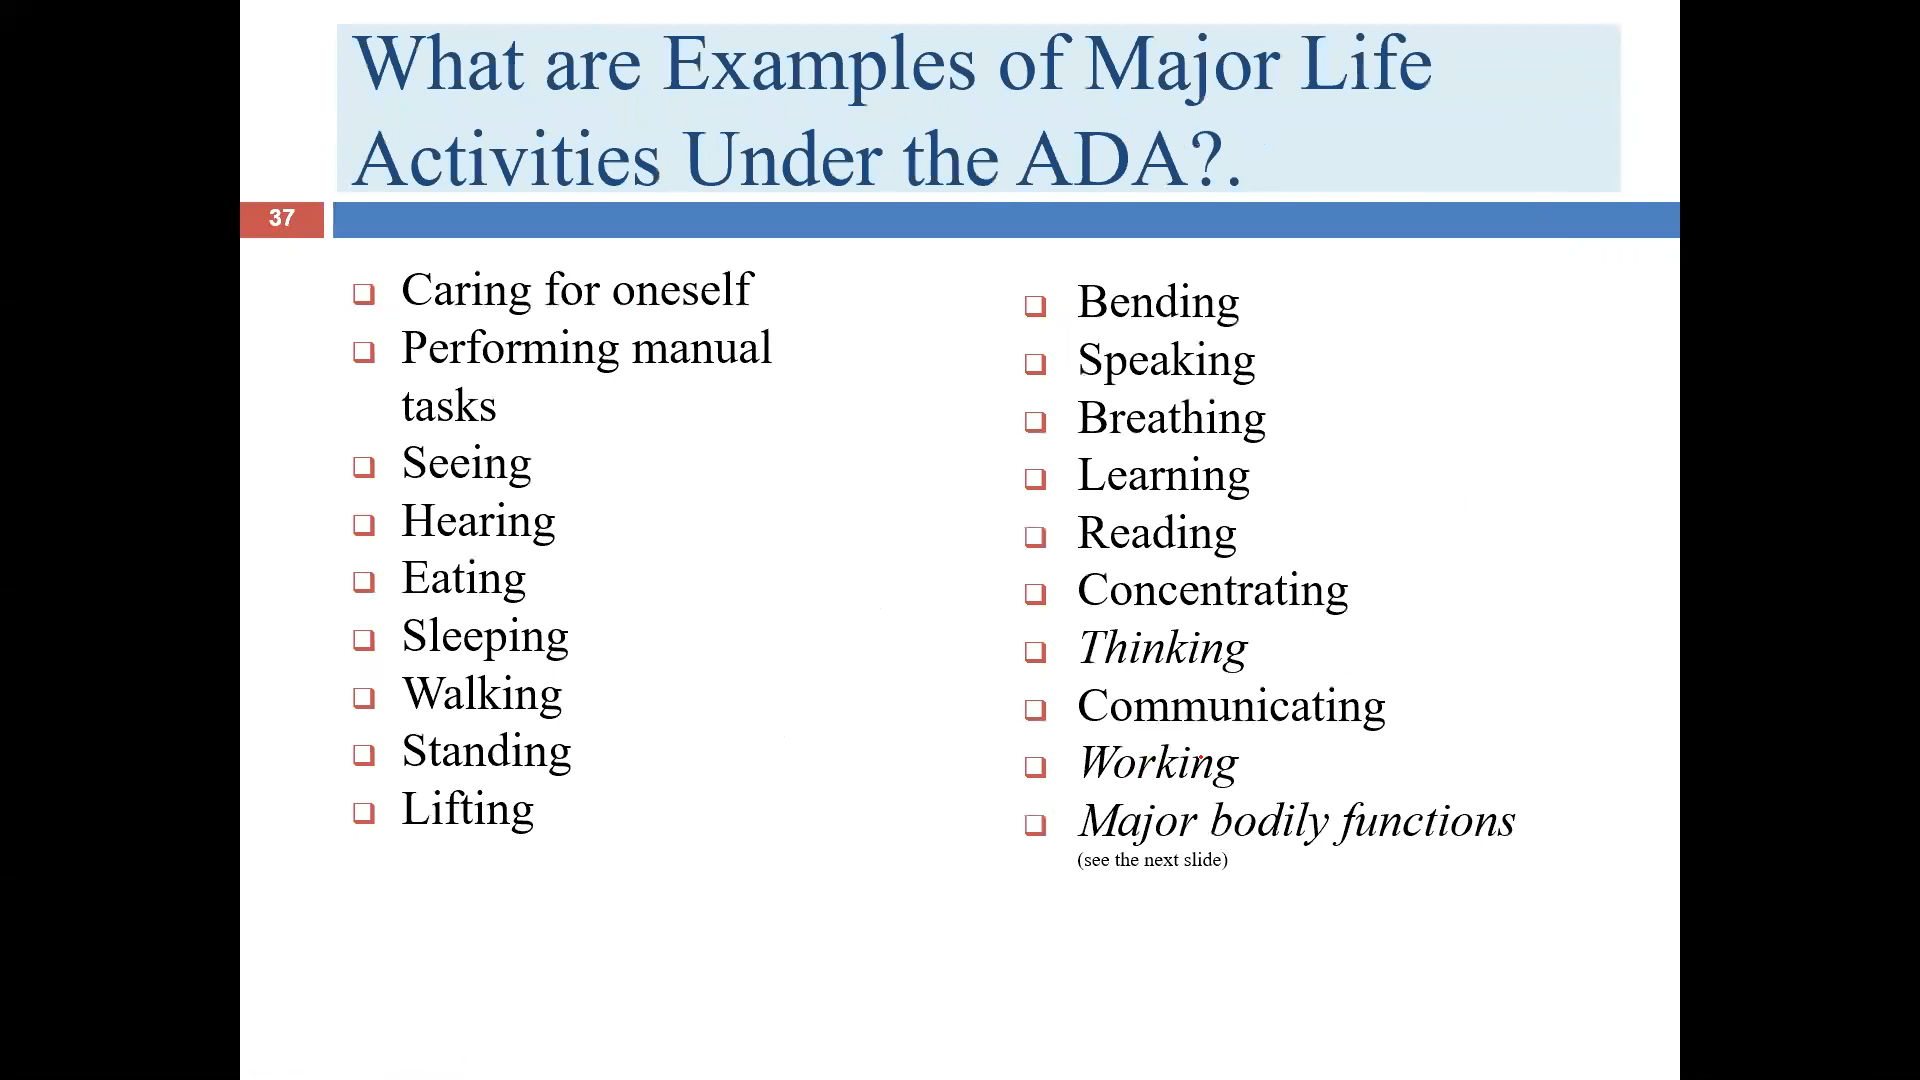 What are Examples of Major Life
Activities Under the ADA?.
37
Caring for oneself
Performing manual
tasks
Seeing
Hearing
Eating
Sleeping
Walking
Standing
Lifting
Bending
Speaking
Breathing
Learning
Reading
Concentrating
Thinking
Communicating
Working
Major bodily functions
(see the next slide)